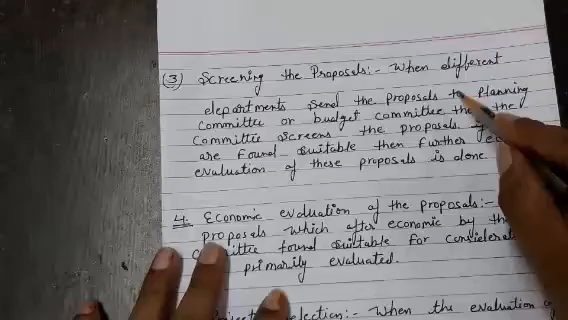 (3) Screening the Proposals:- When different
departments send the proposals to Planning
Committee or budget committee then the
Committee screens the proposals.
are found suitable then further
evaluation of these proposals is done
4. Economic evaluation of the proposals:-
proposals which after economic by the
found suitable for
primarily evaluated.
:- When the evaluation of